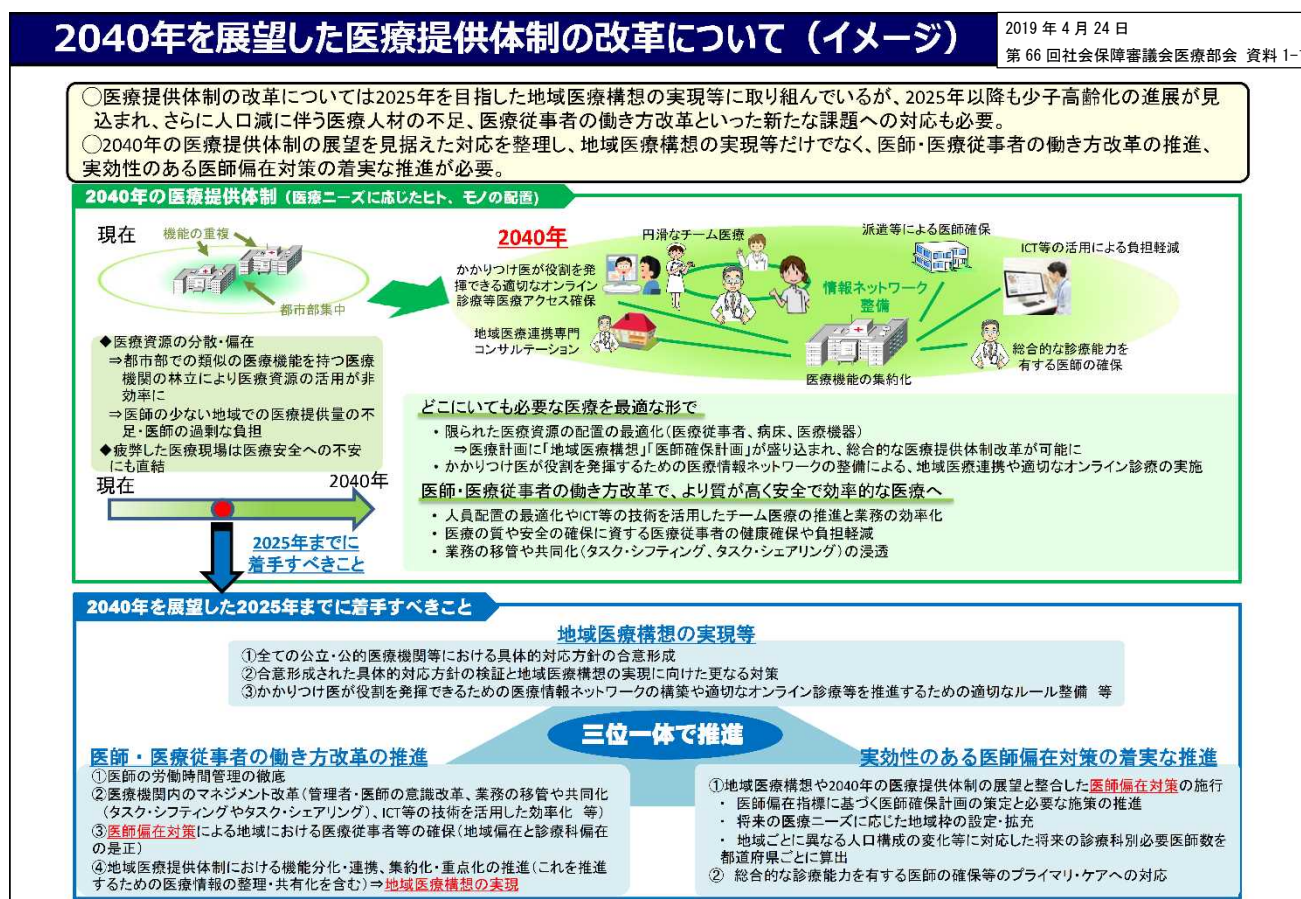 2040年を展望した医療提供体制の改革について（イメージ）
2019 年 4 月 24 日
第 66 回社会保障審議会医療部会 資料 1-1
○医療提供体制の改革については2025年を目指した地域医療構想の実現等に取り組んでいるが、2025年以降も少子高齢化の進展が見
込まれ、さらに人口減に伴う医療人材の不足、医療従事者の働き方改革といった新たな課題への対応も必要。
○2040年の医療提供体制の展望を見据えた対応を整理し、地域医療構想の実現等だけでなく、医師・医療従事者の働き方改革の推進、
実効性のある医師偏在対策の着実な推進が必要。
2040年の医療提供体制（医療ニーズに応じたヒト、モノの配置）
現在
機能の重複
都市部集中
2040年
かかりつけ医が役割を発
揮できる適切なオンライン
診療等医療アクセス確保
地域医療連携専門
コンサルテーション
円滑なチーム医療
派遣等による医師確保
ICT等の活用による負担軽減
情報ネットワーク
整備
医療機能の集約化
総合的な診療能力を
有する医師の確保
◆医療資源の分散・偏在
⇒都市部での類似の医療機能を持つ医療
機関の林立により医療資源の活用が非
効率に
⇒医師の少ない地域での医療提供量の不
足・医師の過剰な負担
◆疲弊した医療現場は医療安全への不安
にも直結
現在
2040年
2025年までに
着手すべきこと
どこにいても必要な医療を最適な形で
・限られた医療資源の配置の最適化（医療従事者、病床、医療機器）
⇒医療計画に「地域医療構想」「医師確保計画」が盛り込まれ、総合的な医療提供体制改革が可能に
・かかりつけ医が役割を発揮するための医療情報ネットワークの整備による、地域医療連携や適切なオンライン診療の実施
医師・医療従事者の働き方改革で、より質が高く安全で効率的な医療へ
・人員配置の最適化やICT等の技術を活用したチーム医療の推進と業務の効率化
・医療の質や安全の確保に資する医療従事者の健康確保や負担軽減
・業務の移管や共同化（タスク・シフティング、タスク・シェアリング）の浸透
2040年を展望した2025年までに着手すべきこと
地域医療構想の実現等
①全ての公立・公的医療機関等における具体的対応方針の合意形成
②合意形成された具体的対応方針の検証と地域医療構想の実現に向けた更なる対策
③かかりつけ医が役割を発揮できるための医療情報ネットワークの構築や適切なオンライン診療等を推進するための適切なルール整備 等
三位一体で推進
医師・医療従事者の働き方改革の推進
①医師の労働時間管理の徹底
②医療機関内のマネジメント改革（管理者・医師の意識改革、業務の移管や共同化
（タスク・シフティングやタスク・シェアリング）、ICT等の技術を活用した効率化 等）
③医師偏在対策による地域における医療従事者等の確保（地域偏在と診療科偏在
の是正）
④地域医療提供体制における機能分化・連携、集約化・重点化の推進（これを推進
するための医療情報の整理・共有化を含む）⇒地域医療構想の実現
実効性のある医師偏在対策の着実な推進
①地域医療構想や2040年の医療提供体制の展望と整合した医師偏在対策の施行
・ 医師偏在指標に基づく医師確保計画の策定と必要な施策の推進
・ 将来の医療ニーズに応じた地域枠の設定・拡充
・ 地域ごとに異なる人口構成の変化等に対応した将来の診療科別必要医師数を
都道府県ごとに算出
② 総合的な診療能力を有する医師の確保等のプライマリ・ケアへの対応